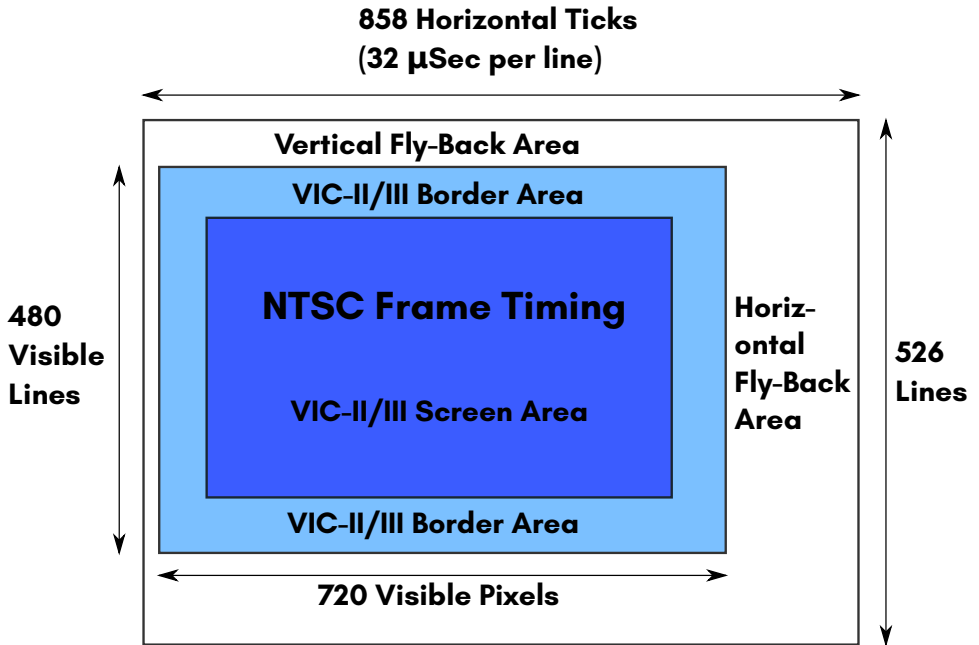 858 Horizontal Ticks
(32 µSec per line)
Vertical Fly-Back Area
VIC-II/III Border Area
NTSC Frame Timing
480
Visible
Lines
Horiz-
ontal
Fly-Back
Area
526
Lines
VIC-II/III Screen Area
VIC-II/III Border Area
720 Visible Pixels